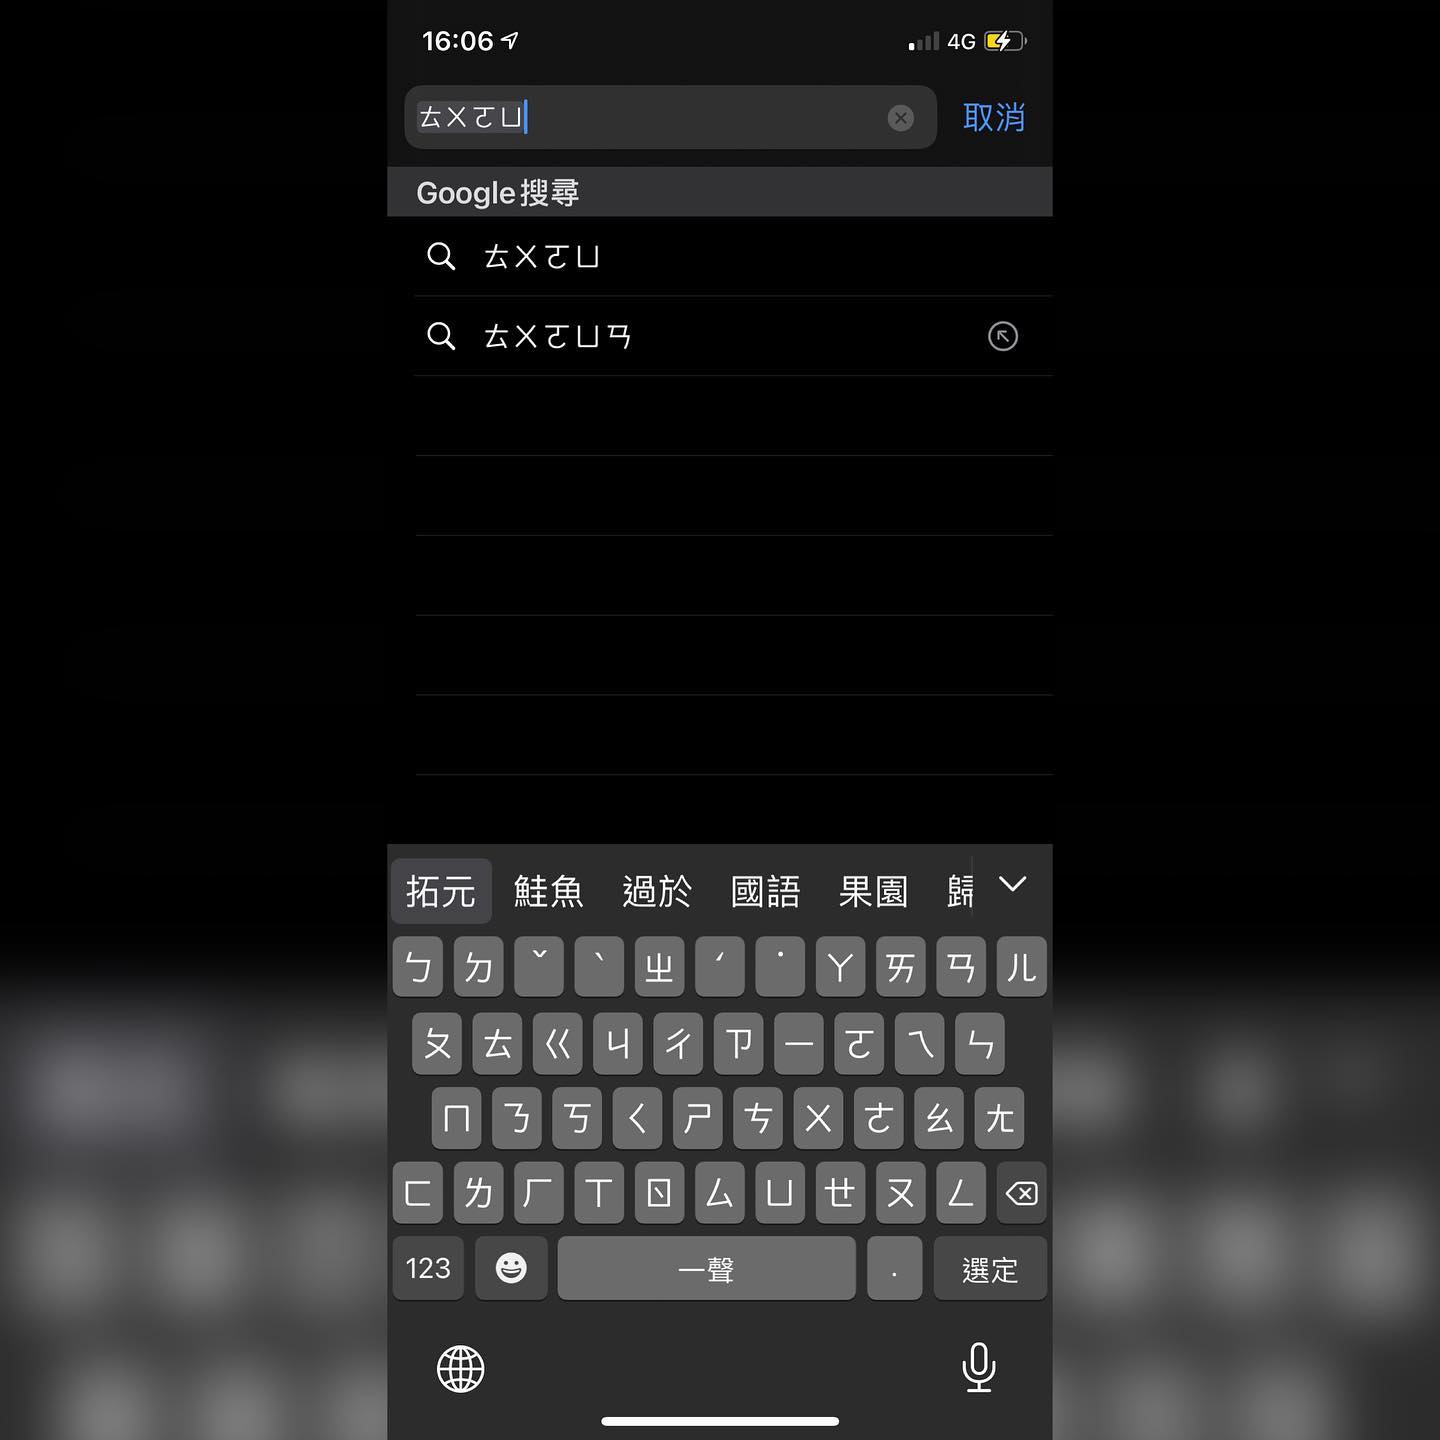 16:06
4G
ㄊㄨㄛㄩ
取消
Google搜尋
ㄊㄨㄛㄩ
ㄊㄨㄛㄩㄢ
拓元 鮭魚 過於 國語 果園 歸
ㄅ ㄉ ˇ ˋ ㄓ ˊ ˙ ㄚ ㄞ ㄢ ㄦ
ㄆ ㄊ ㄍ ㄐ ㄔ ㄗ ㄧ ㄛ ㄟ ㄣ
ㄇ ㄋ ㄎ ㄑ ㄕ ㄘ ㄨ ㄜ ㄠ ㄤ
ㄈ ㄌ ㄏ ㄒ ㄖ ㄙ ㄩ ㄝ ㄡ ㄥ
123 一聲 . 選定